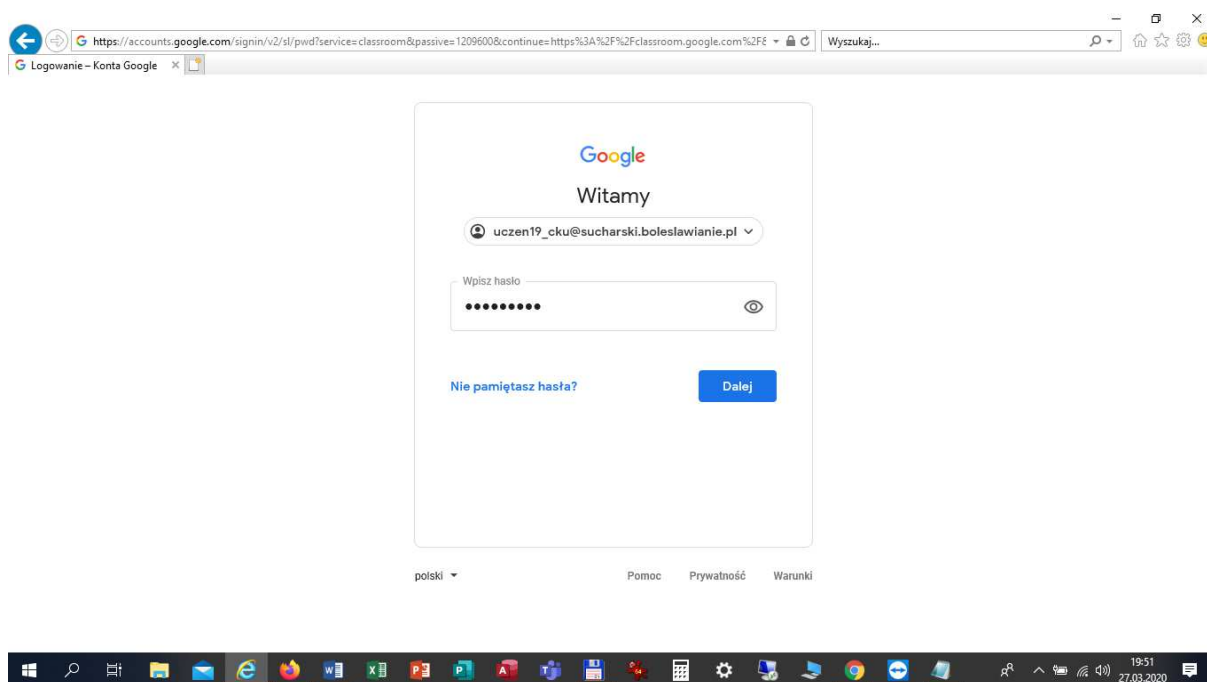 https://accounts.google.com/signin/v2/sl/pwd?service=classroom&passive=1209600&continue=https%3A%2F%2Fclassroom.google.com%2F&
Wyszukaj...
Logowanie – Konta Google
Google
Witamy
uczen19_cku@sucharski.boleslawianie.pl
Wpisz hasło
•••••••••
Nie pamiętasz hasła?
Dalej
polski
Pomoc
Prywatność
Warunki
19:51
27.03.2020